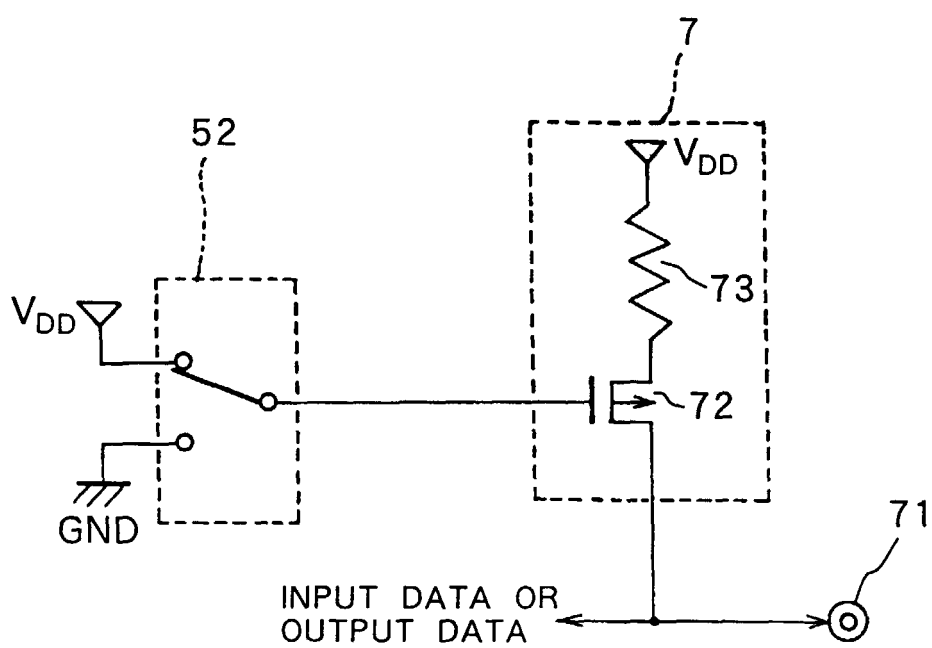 7
52
VDD
73
VDD
72
GND
71
INPUT DATA OR
OUTPUT DATA